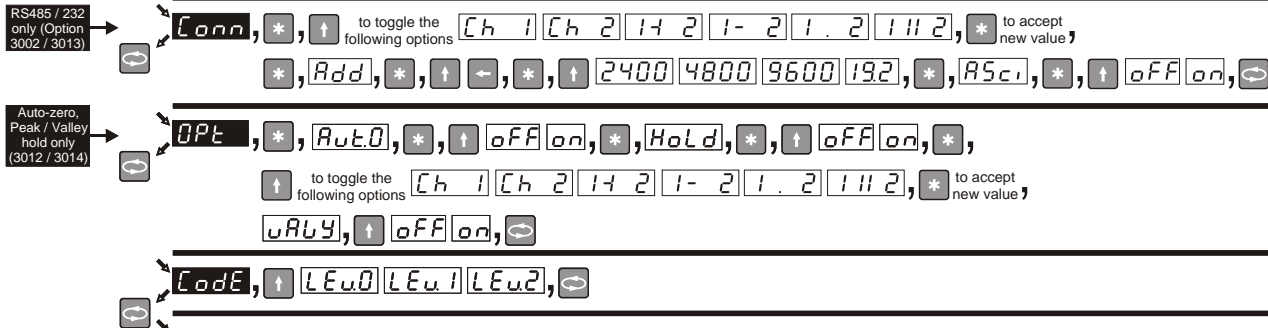 RS485 / 232
only (Option
3002 / 3013)
Conn, *, ↑ to toggle the following options Ch 1 Ch 2 1-| 2 1- 2 1 . 2 1 11 2, * to accept new value,
*, Add, *, ↑ ←, *, ↑ 2400 4800 9600 19.2, *, ASci, *, ↑ oFF on,
Auto-zero,
Peak / Valley
hold only
(3012 / 3014)
OPt, *, Aut.0, *, ↑ oFF on, *, HoLd, *, ↑ oFF on, *,
↑ to toggle the following options Ch 1 Ch 2 1-| 2 1- 2 1 . 2 1 11 2, * to accept new value,
vALY, ↑ oFF on,
CodE, ↑ LEv.0 LEv.1 LEv.2,